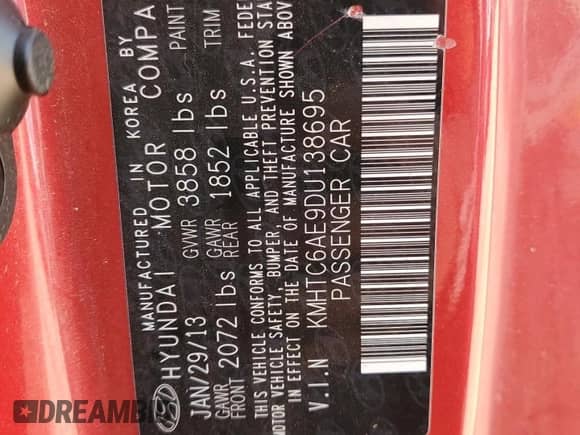 MANUFACTURED IN KOREA BY
HYUNDAI MOTOR COMPA
JAN/29/13 GVWR 3858 lbs PAINT
GAWR FRONT 2072 lbs GAWR REAR 1852 lbs TRIM
THIS VEHICLE CONFORMS TO ALL APPLICABLE U.S.A. FEDE
MOTOR VEHICLE SAFETY, BUMPER, AND THEFT PREVENTION STA
IN EFFECT ON THE DATE OF MANUFACTURE SHOWN ABOV
V.I.N KMHTC6AE9DU138695
PASSENGER CAR
DREAMBID